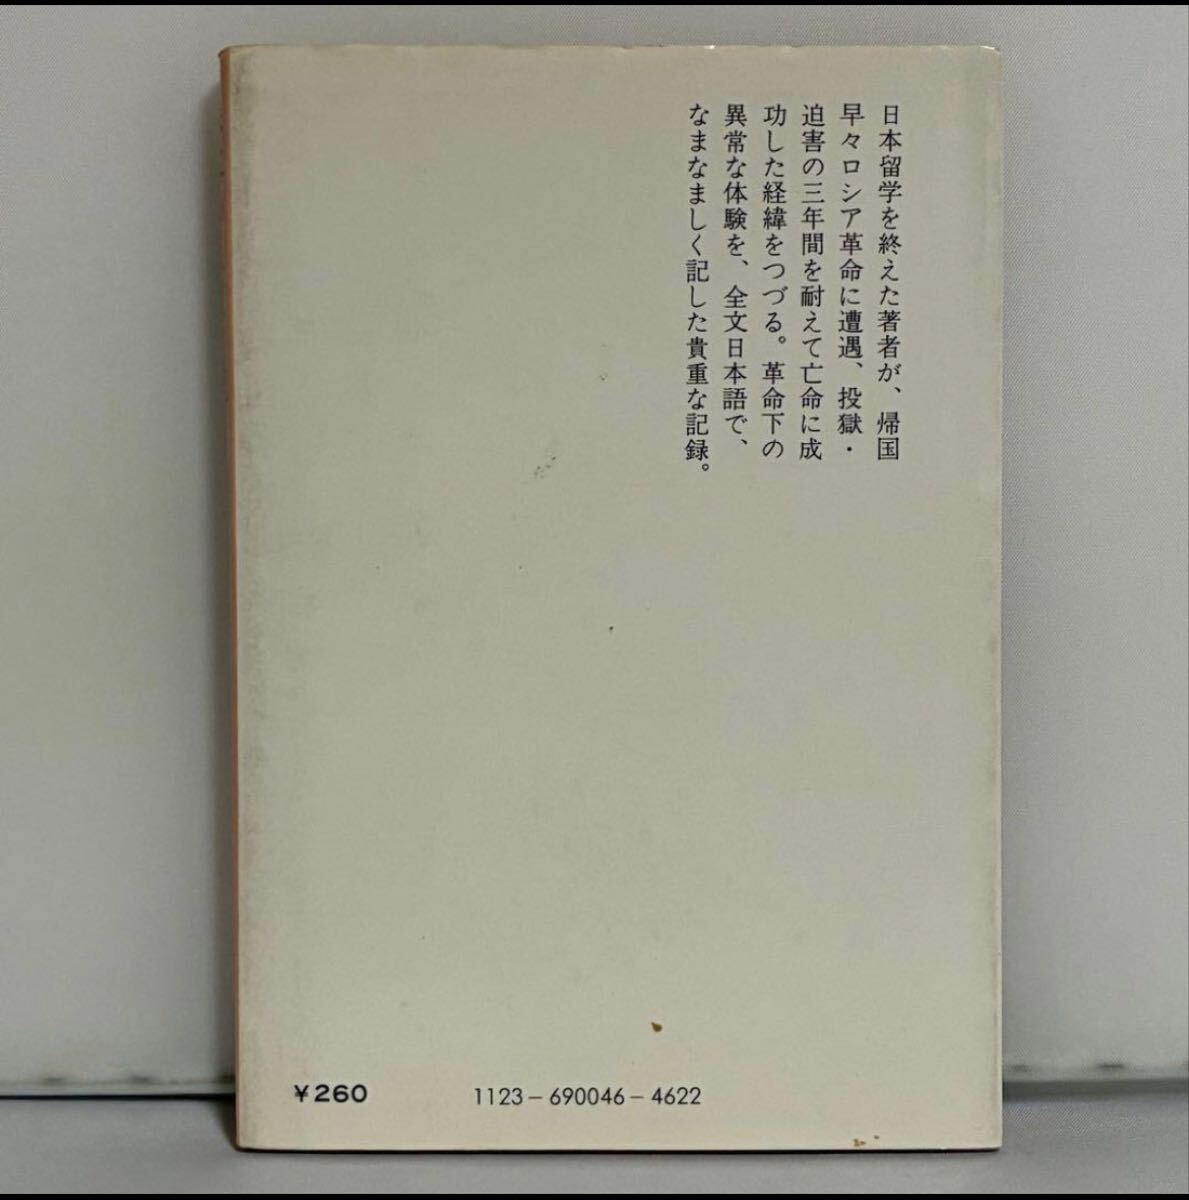 日本留学を終えた著者が、帰国
早々ロシア革命に遭遇、投獄・
迫害の三年間を耐えて亡命に成
功した経緯をつづる。革命下の
異常な体験を、全文日本語で、
なまなましく記した貴重な記録。
¥260
1123-690046-4622